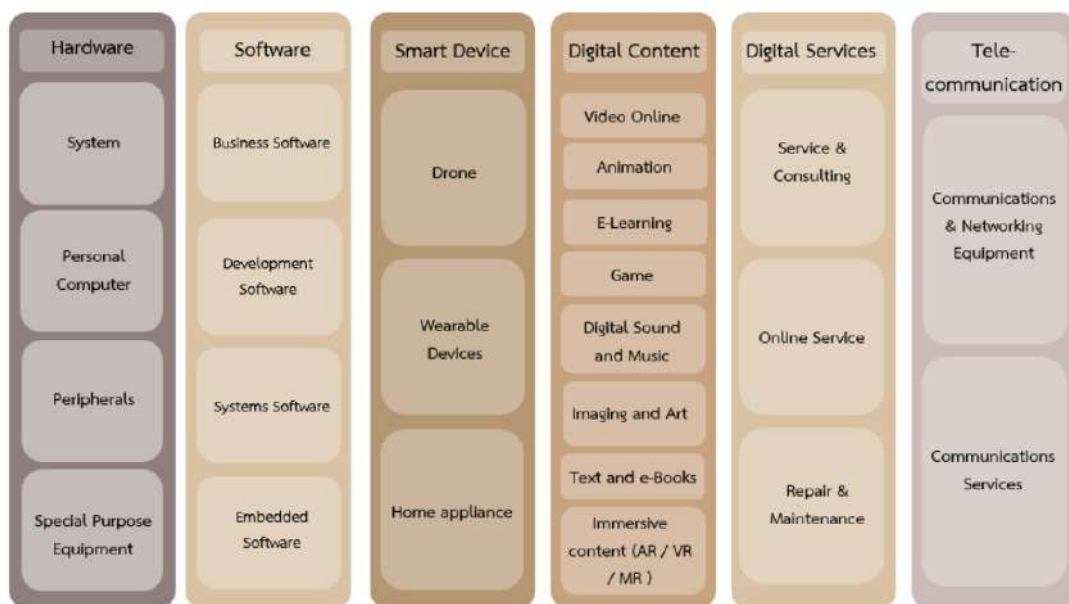 Hardware
System
Personal
Computer
Peripherals
Special Purpose
Equipment
Software
Business Software
Development
Software
Systems Software
Embedded
Software
Smart Device
Drone
Wearable
Devices
Home appliance
Digital Content
Video Online
Animation
E-Learning
Game
Digital Sound
and Music
Imaging and Art
Text and e-Books
Immersive
content (AR / VR
/ MR )
Digital Services
Service &
Consulting
Online Service
Repair &
Maintenance
Tele-
communication
Communications
& Networking
Equipment
Communications
Services